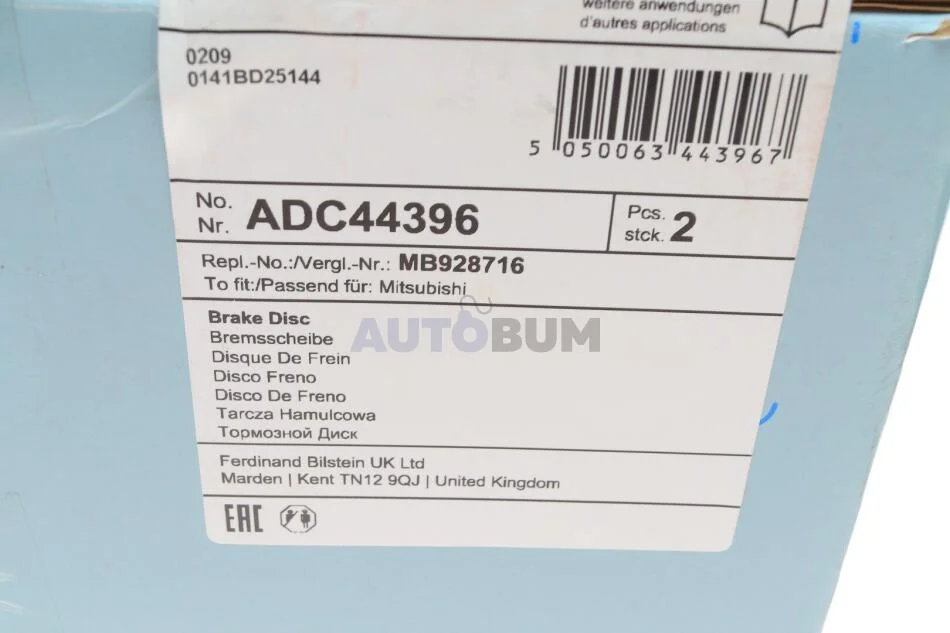 weitere anwendungen
d'autres applications
0209
0141BD25144
5 050063 443967
No.
Nr. ADC44396
Pcs.
stck. 2
Repl.-No.:/Vergl.-Nr.: MB928716
To fit:/Passend für: Mitsubishi
AUTOBUM
Brake Disc
Bremsscheibe
Disque De Frein
Disco Freno
Disco De Freno
Tarcza Hamulcowa
Тормозной Диск
Ferdinand Bilstein UK Ltd
Marden | Kent TN12 9QJ | United Kingdom
EAC